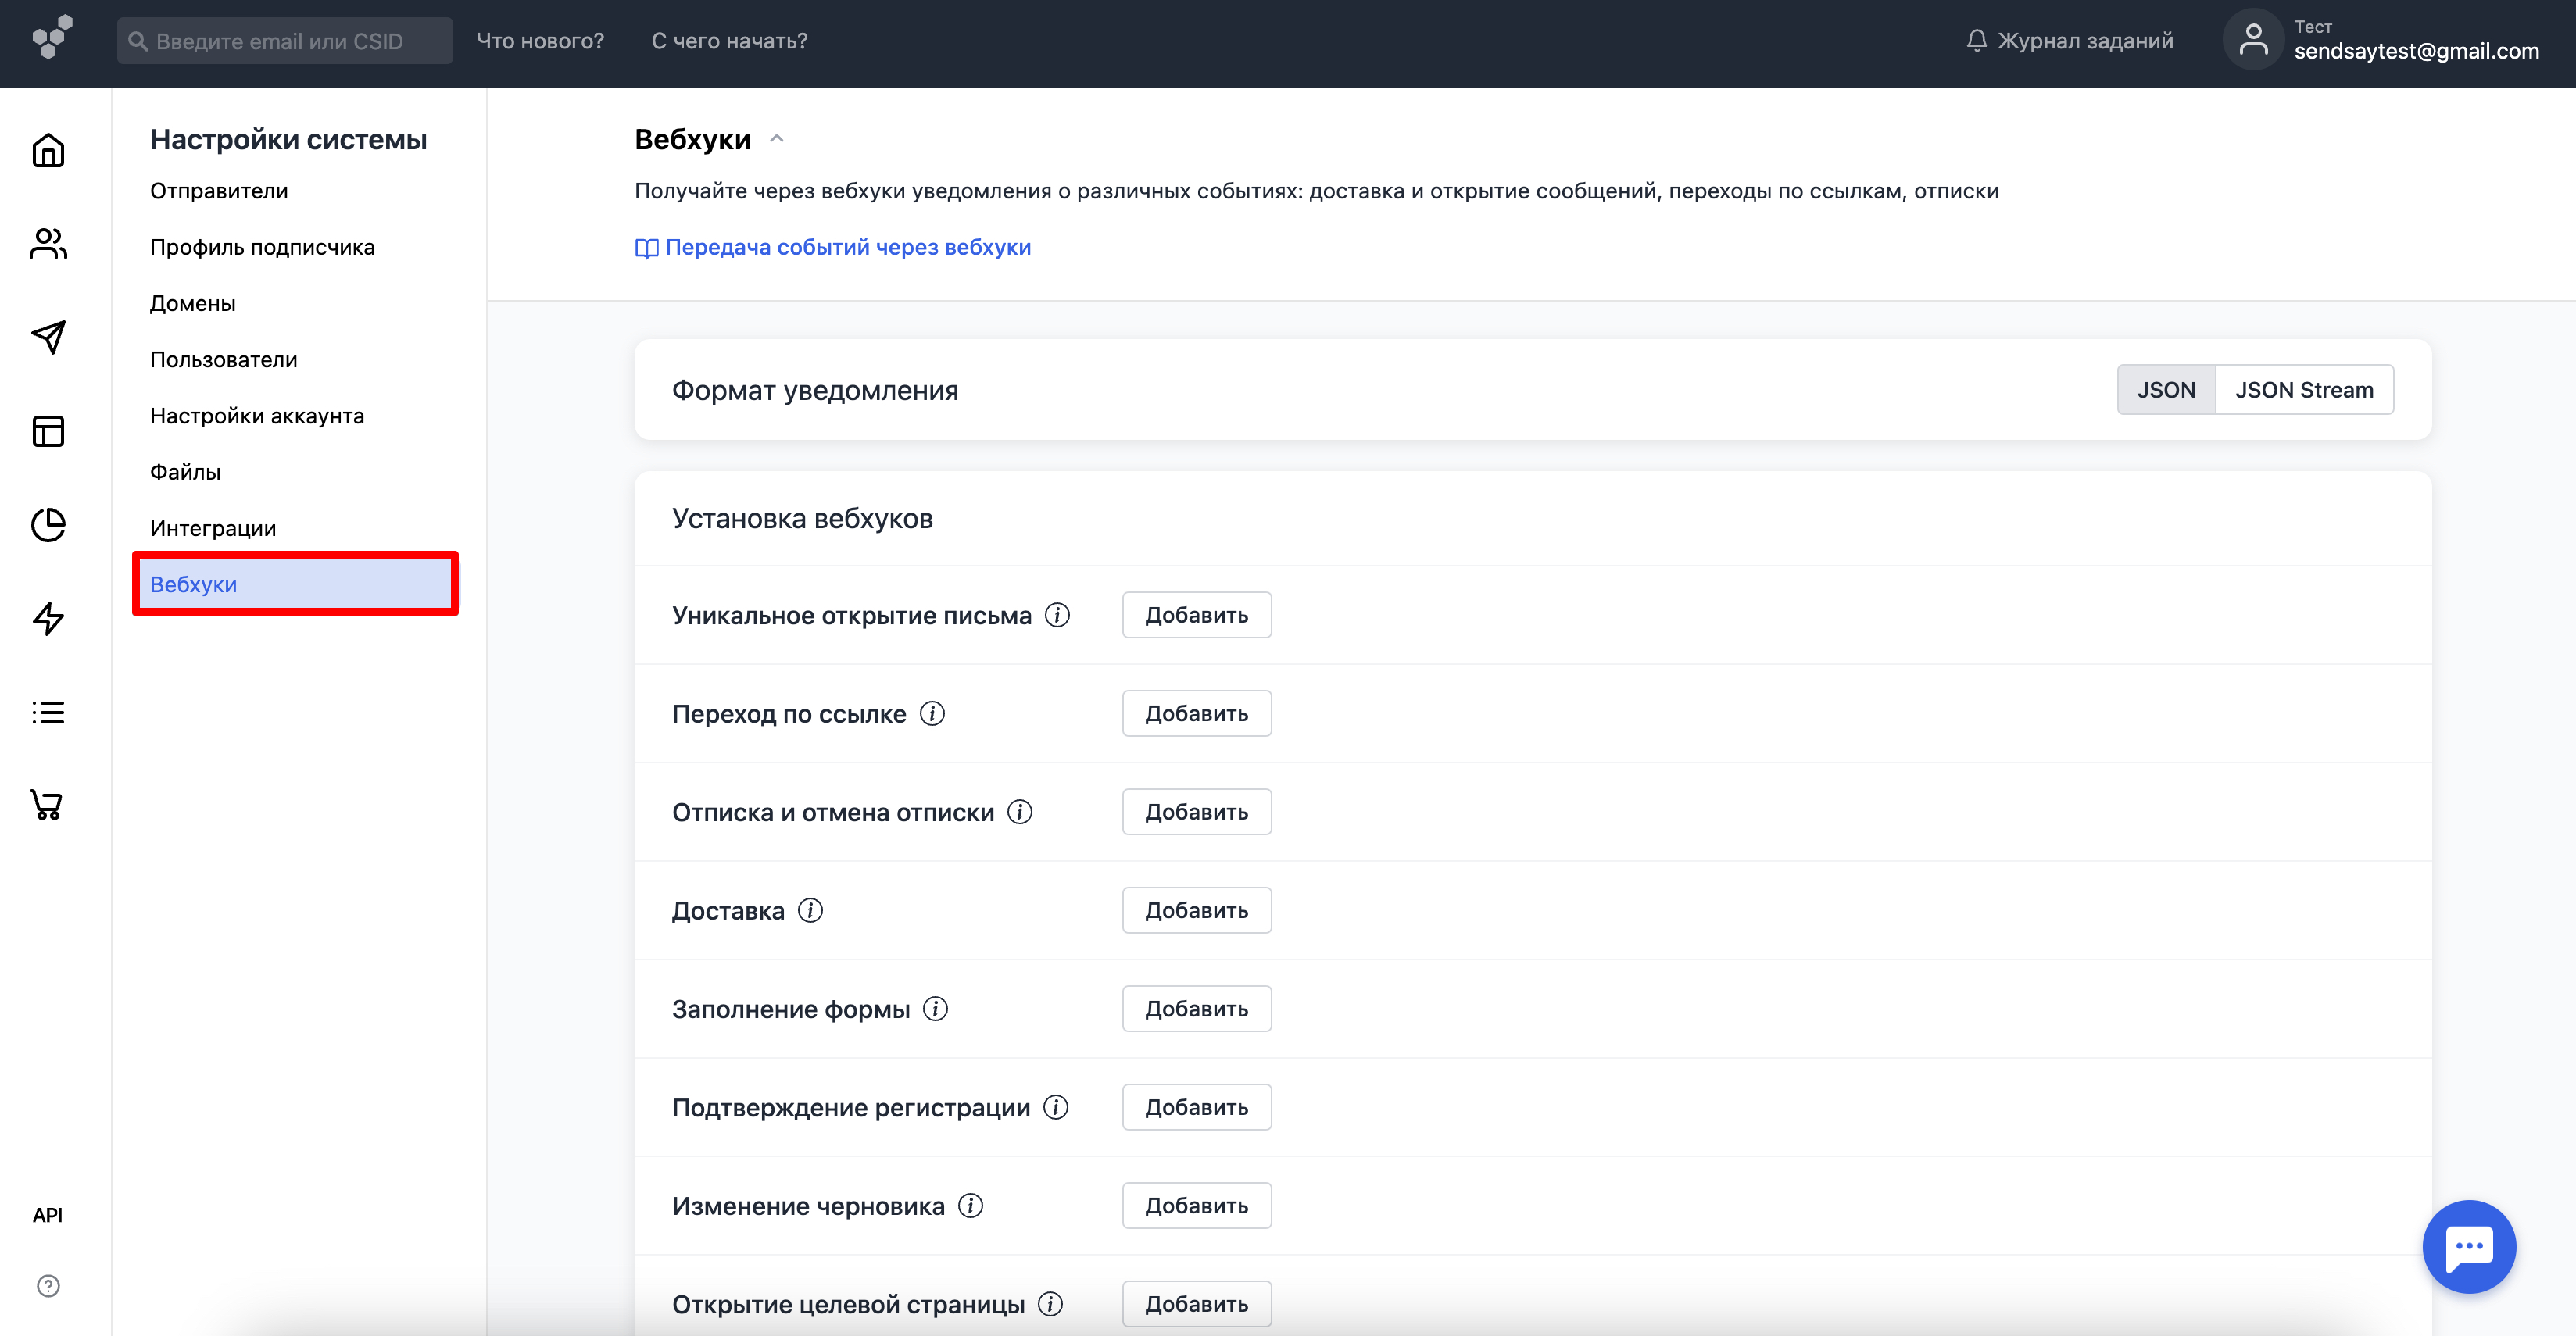 Введите email или CSID
Что нового?
С чего начать?
Журнал заданий
Тест
sendsaytest@gmail.com
Настройки системы
Отправители
Профиль подписчика
Домены
Пользователи
Настройки аккаунта
Файлы
Интеграции
Вебхуки
API
Вебхуки
Получайте через вебхуки уведомления о различных событиях: доставка и открытие сообщений, переходы по ссылкам, отписки
Передача событий через вебхуки
Формат уведомления
JSON
JSON Stream
Установка вебхуков
Уникальное открытие письма
Добавить
Переход по ссылке
Добавить
Отписка и отмена отписки
Добавить
Доставка
Добавить
Заполнение формы
Добавить
Подтверждение регистрации
Добавить
Изменение черновика
Добавить
Открытие целевой страницы
Добавить